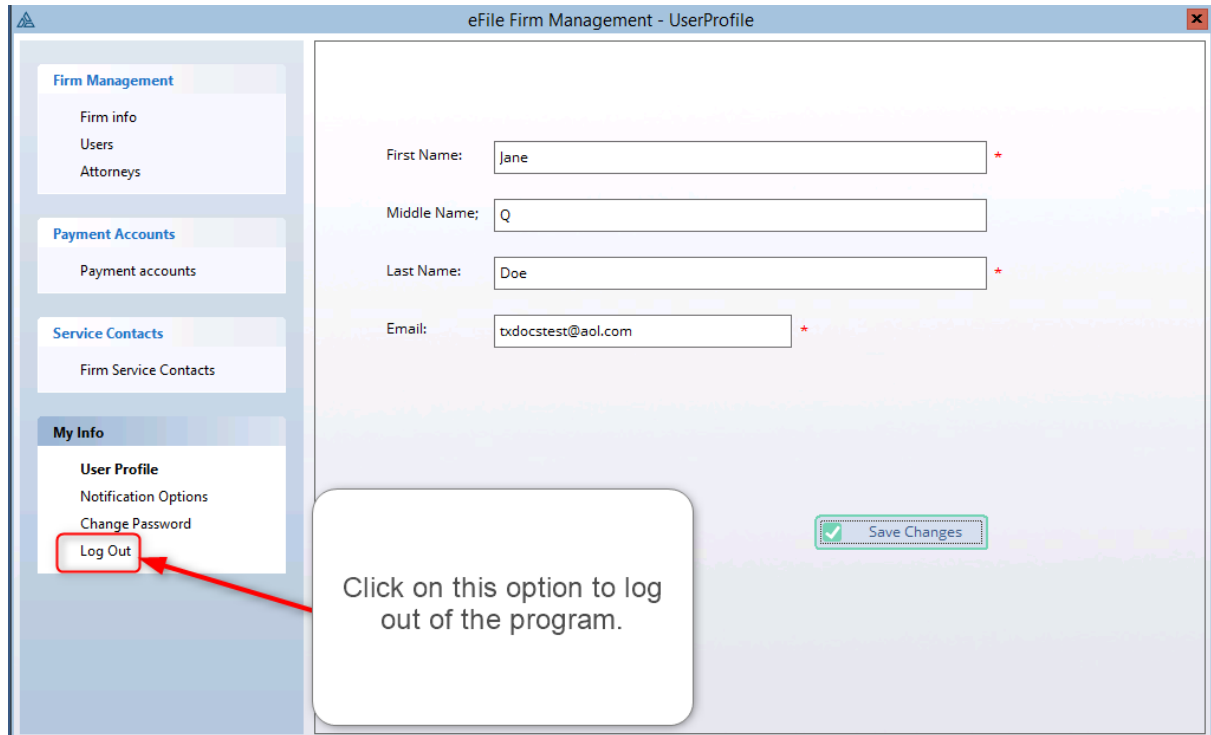 eFile Firm Management - UserProfile
Firm Management
Firm info
Users
Attorneys
Payment Accounts
Payment accounts
Service Contacts
Firm Service Contacts
My Info
User Profile
Notification Options
Change Password
Log Out
First Name: Jane *
Middle Name; Q
Last Name: Doe *
Email: txdocstest@aol.com *
Save Changes
Click on this option to log
out of the program.